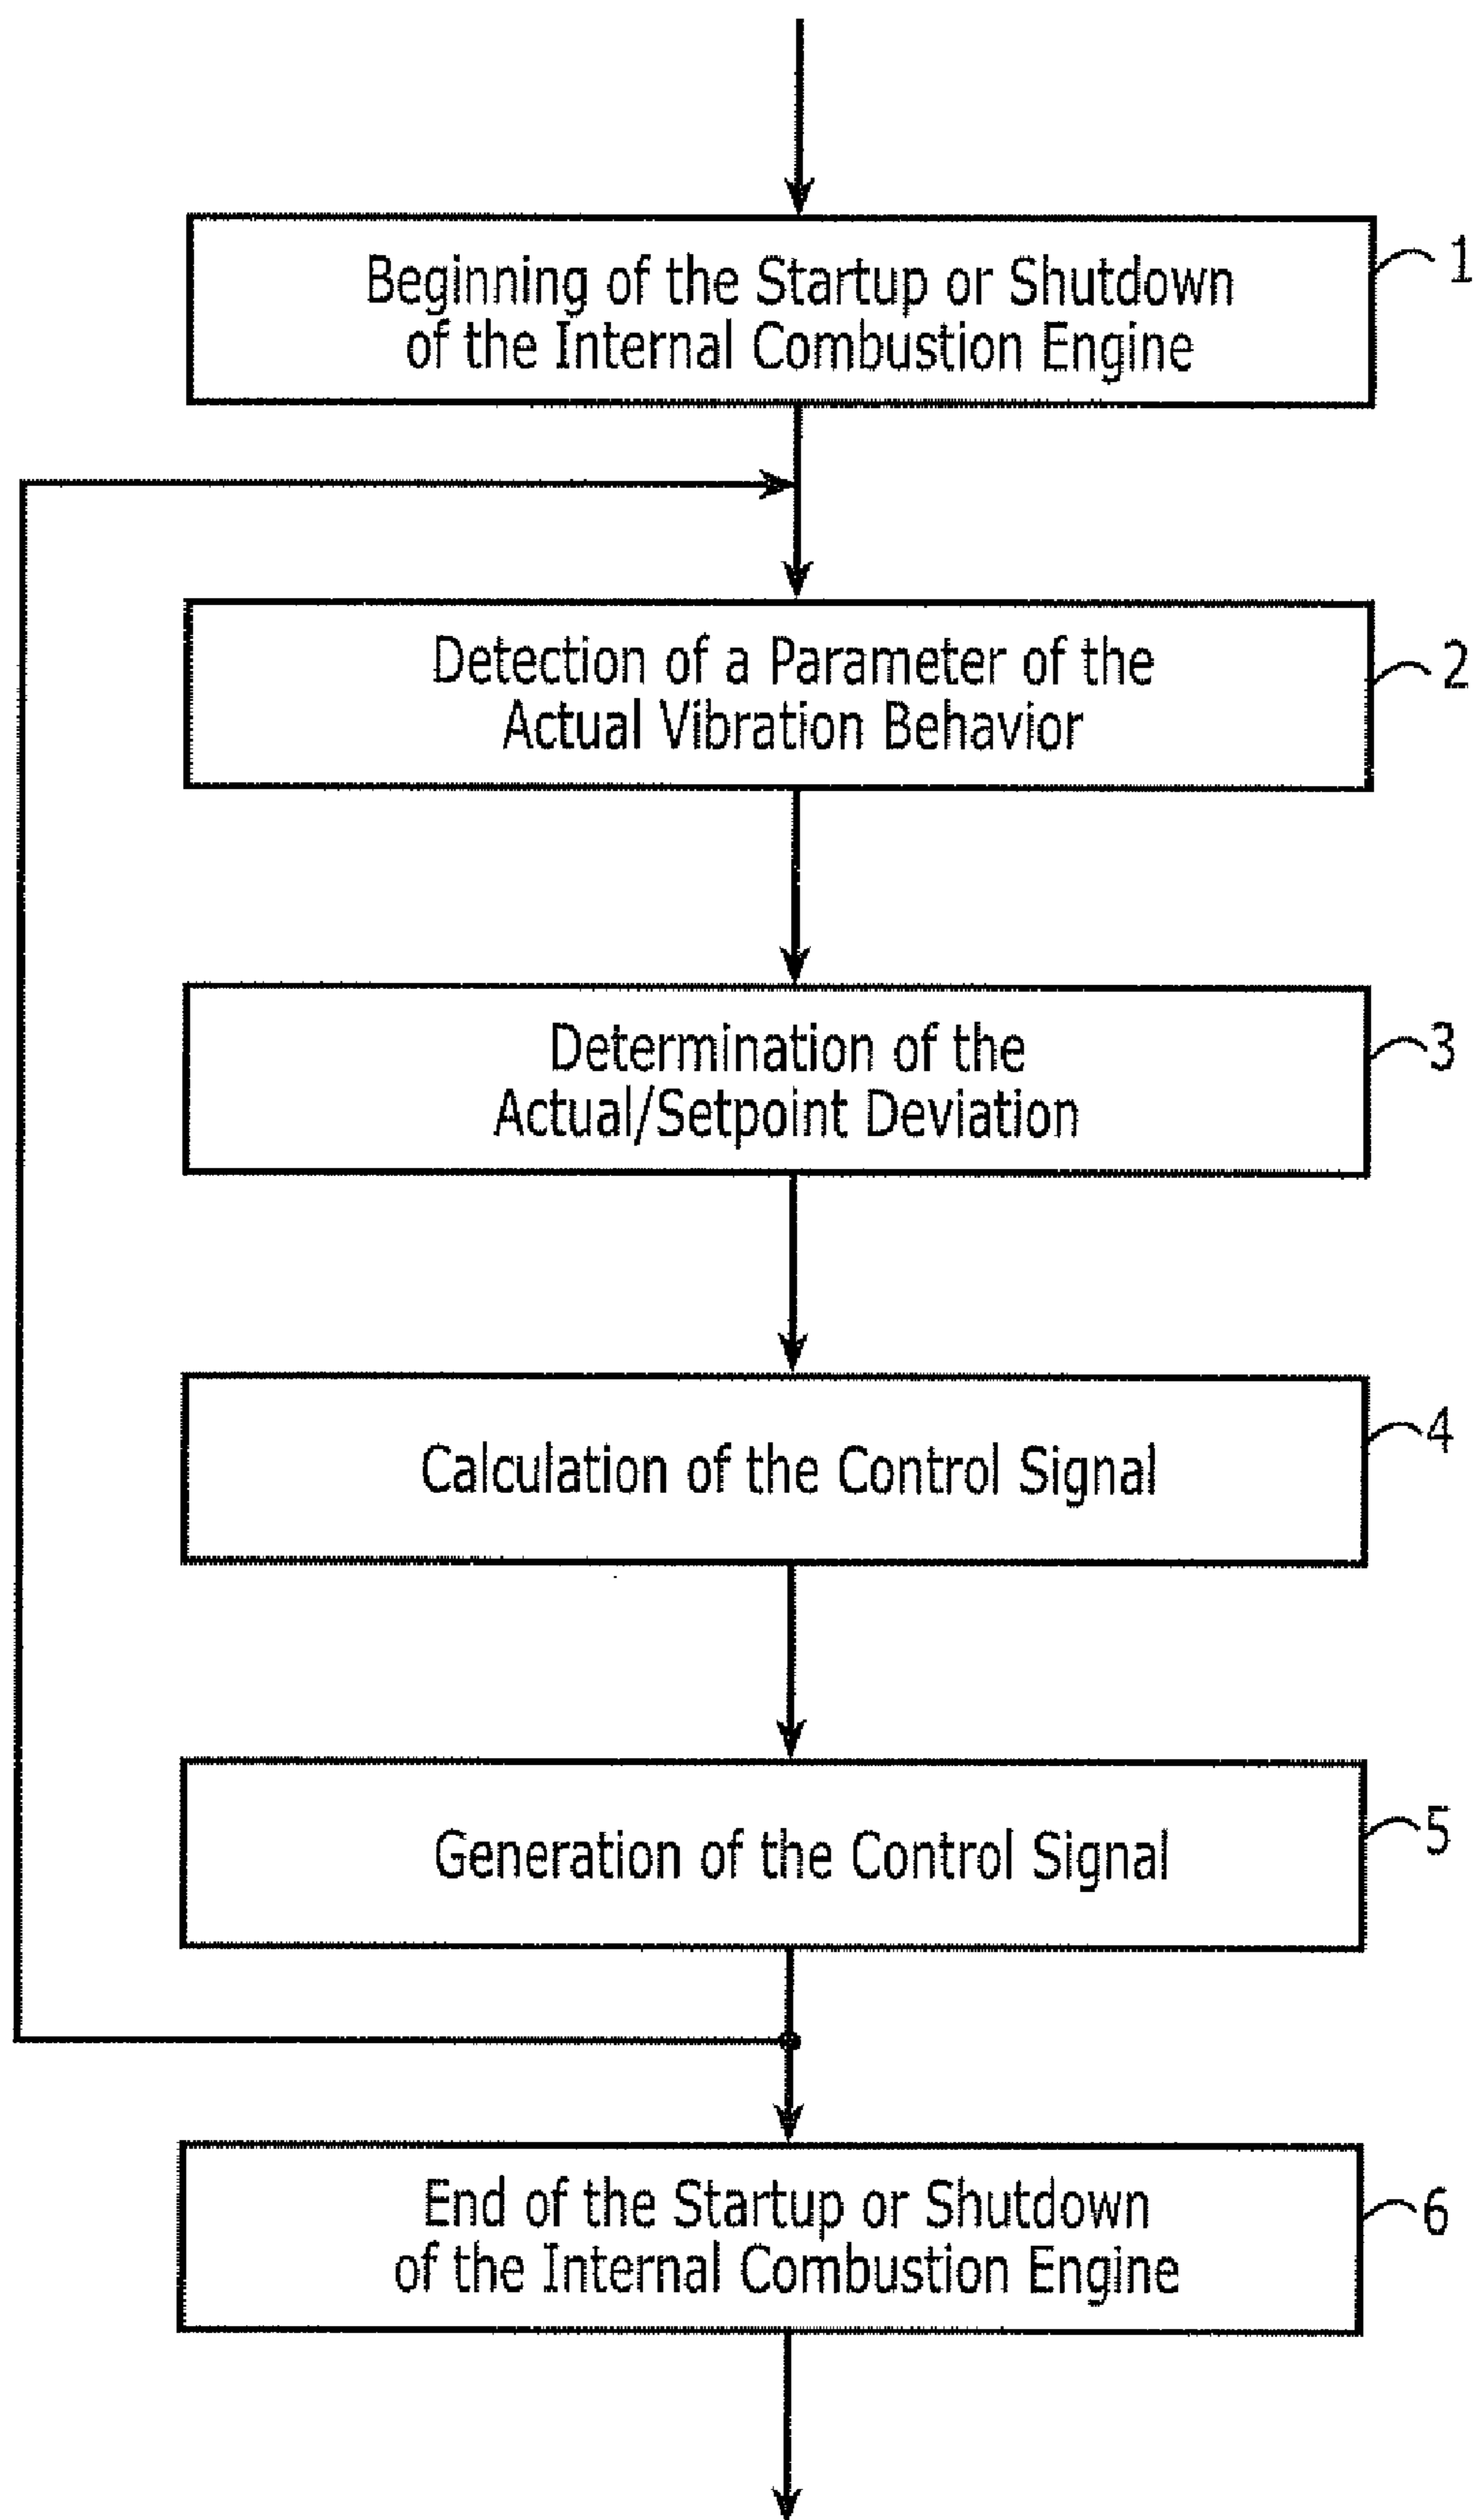 Beginning of the Startup or Shutdown
of the Internal Combustion Engine
1
Detection of a Parameter of the
Actual Vibration Behavior
2
Determination of the
Actual/Setpoint Deviation
3
Calculation of the Control Signal
4
Generation of the Control Signal
5
End of the Startup or Shutdown
of the Internal Combustion Engine
6